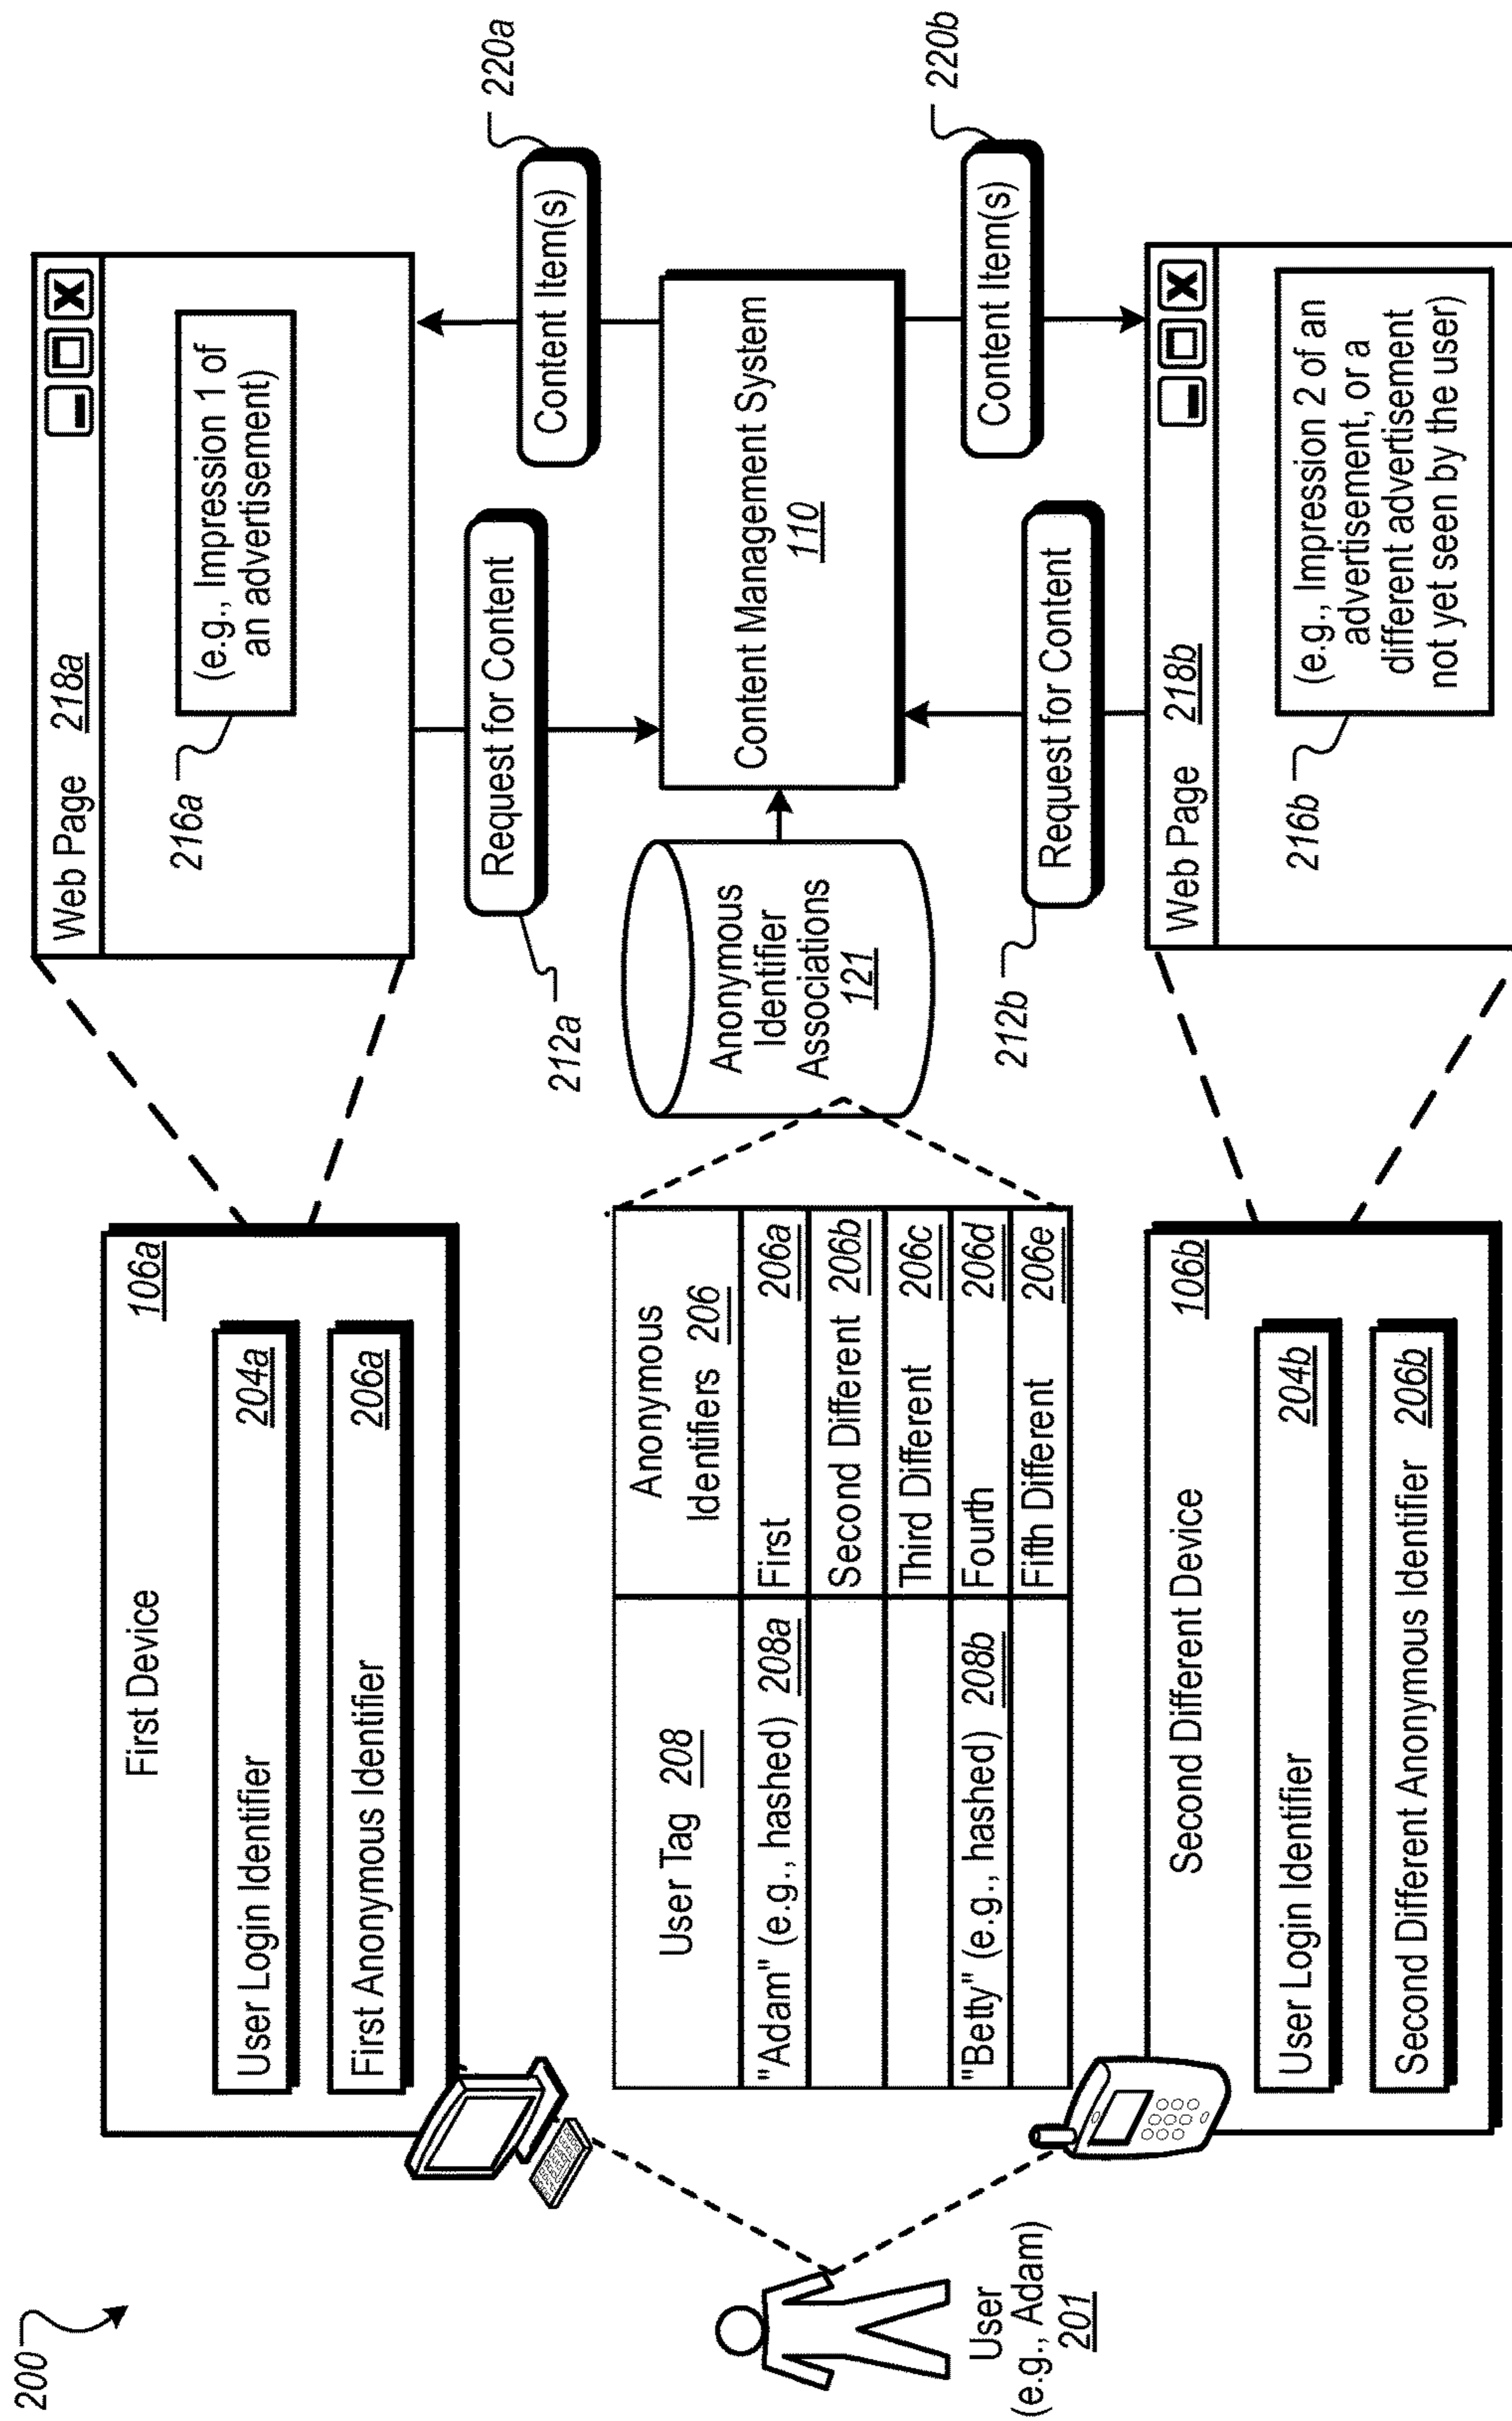 200
First Device
106a
User Login Identifier 204a
First Anonymous Identifier 206a
Web Page 218a
216a
(e.g., Impression 1 of
an advertisement)
212a
Request for Content
Content Item(s)
220a
User
(e.g., Adam)
201
User Tag 208
Anonymous
Identifiers 206
"Adam" (e.g., hashed) 208a
First 206a
Second Different 206b
Third Different 206c
"Betty" (e.g., hashed) 208b
Fourth 206d
Fifth Different 206e
Anonymous
Identifier
Associations
121
Content Management System
110
212b
Request for Content
Content Item(s)
220b
Second Different Device
106b
User Login Identifier 204b
Second Different Anonymous Identifier 206b
Web Page 218b
216b
(e.g., Impression 2 of an
advertisement, or a
different advertisement
not yet seen by the user)